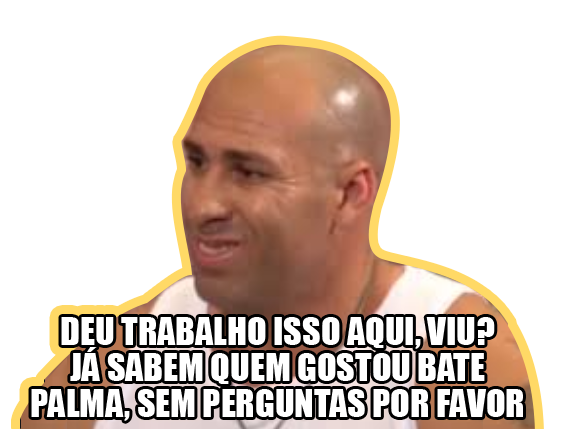 DEU TRABALHO ISSO AQUI, VIU?
JÁ SABEM QUEM GOSTOU BATE
PALMA, SEM PERGUNTAS POR FAVOR